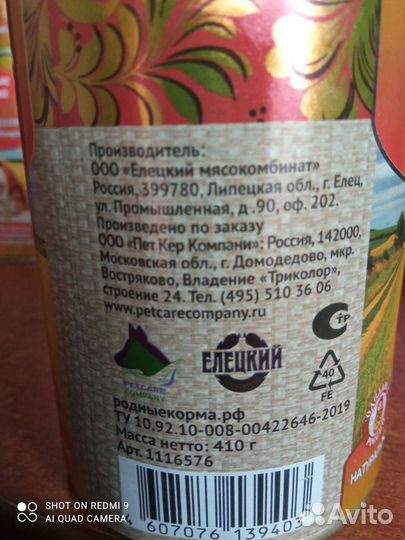 Производитель:
ООО «Елецкий мясокомбинат»
Россия, 399780, Липецкая обл., г. Елец,
ул. Промышленная, д.90, оф. 202.
Произведено по заказу
ООО «Пет Кер Компани»: Россия, 142000,
Московская обл., г. Домодедово, мкр.
Востряково, Владение «Триколор»,
строение 24. Тел. (495) 510 36 06
www.petcarecompany.ru
PETCARE
COMPANY
ЕЛЕЦКИЙ
СТР
40
FE
родныекорма.рф
ТУ 10.92.10-008-00422646-2019
Масса нетто: 410 г
Арт. 1116576
4 607076 139403
SHOT ON REDMI 9
AI QUAD CAMERA
Avito